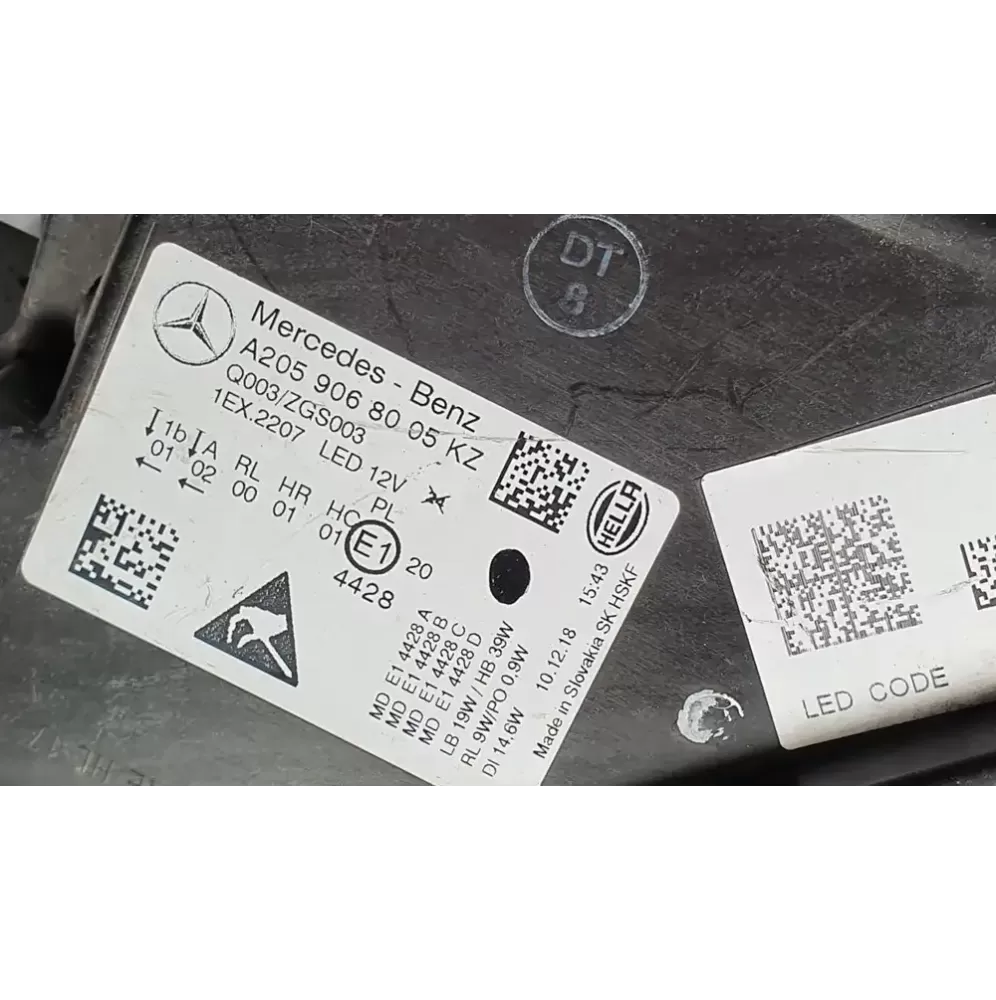 DT
8
Mercedes - Benz
A205 906 80 05 KZ
Q003/ZGS003
1EX.2207 LED 12V
1b A RL HR HC PL
01 02 00 01 01 E1 20
4428
HELLA
MD E1 4428 A
MD E1 4428 B
MD E1 4428 C
MD E1 4428 D
LB 19W / HB 39W
RL 9W/PO 0.9W
DI 14.6W
10.12.18 15:43
Made in Slovakia SK HSKF
LED CODE